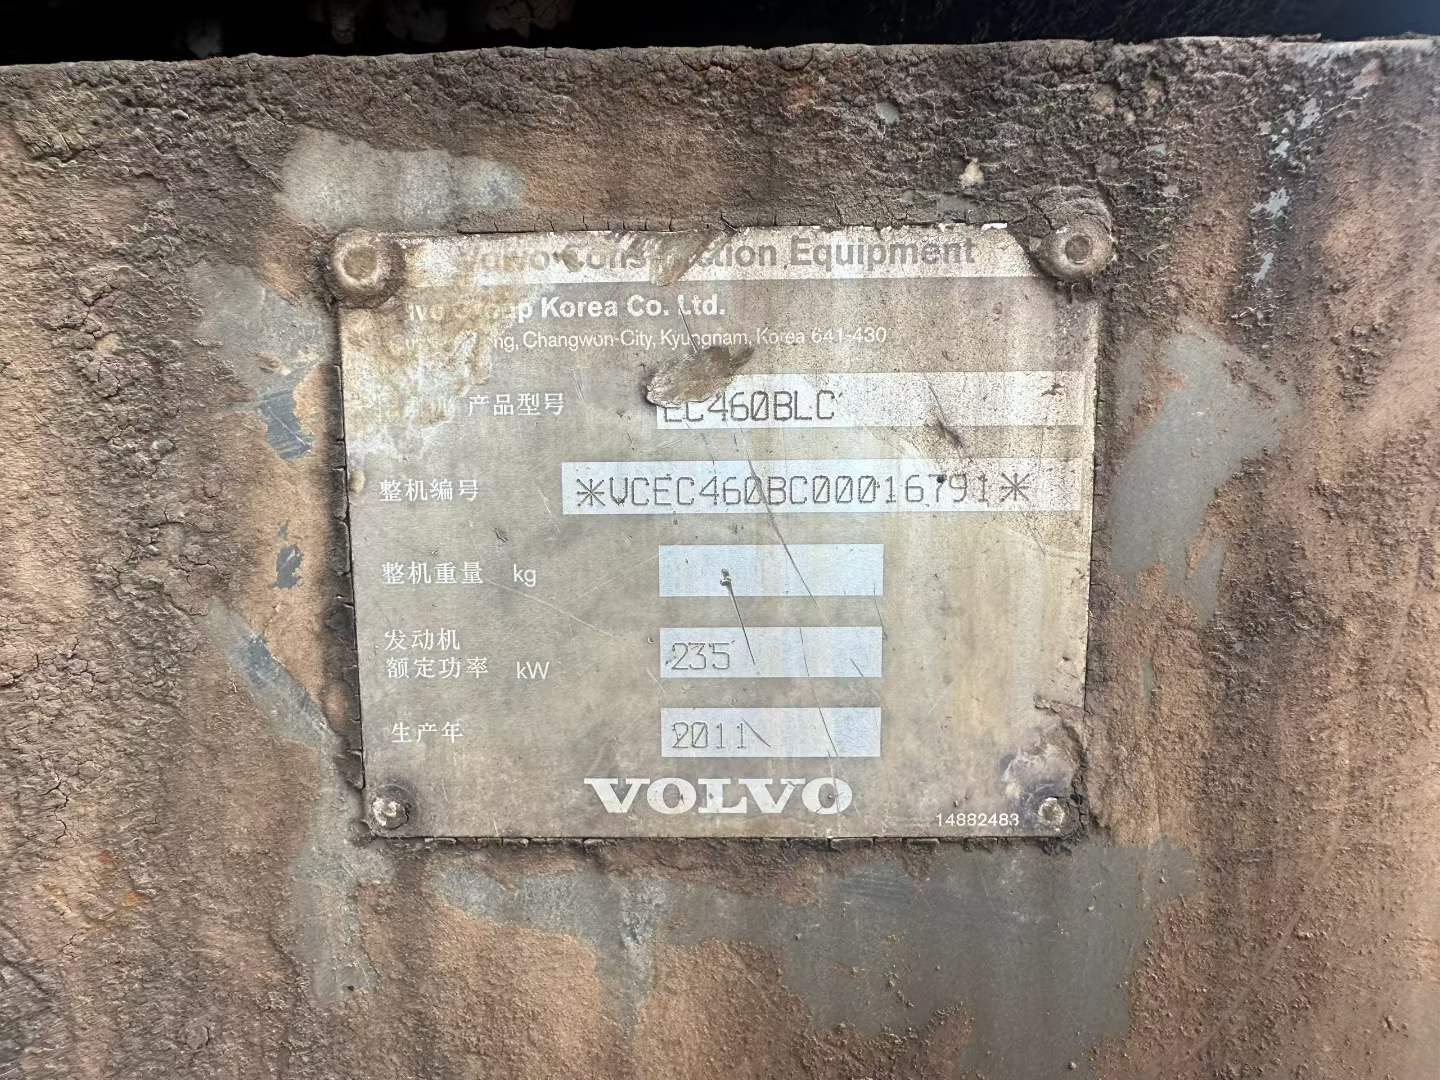 Volvo Construction Equipment
Group Korea Co. Ltd.
Changwon-City, Kyungnam, Korea 641-430
产品型号 EC460BLC
整机编号 *VCEC460BC00016791*
整机重量 kg
发动机
额定功率 kW 235
生产年 2011
VOLVO
14882483